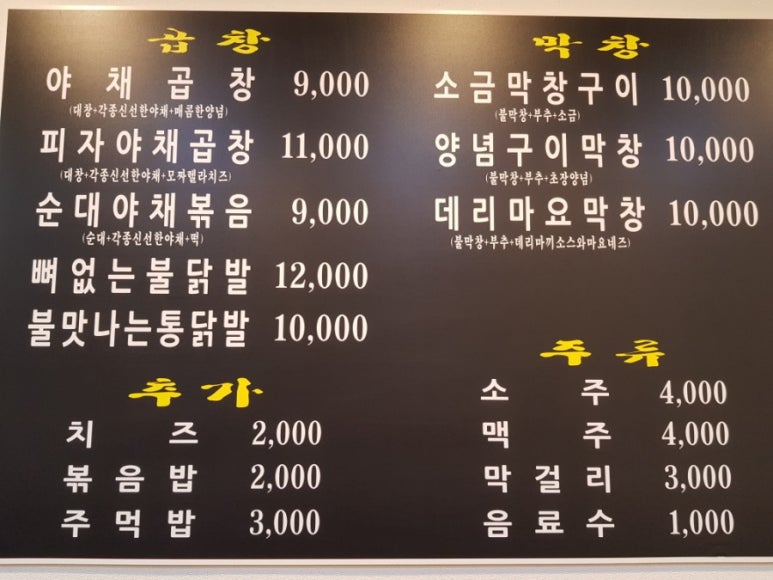 곱창
야채곱창 9,000
(대창+각종신선한야채+매콤한양념)
피자야채곱창 11,000
(대창+각종신선한야채+모짜렐라치즈)
순대야채볶음 9,000
(순대+각종신선한야채+떡)
뼈없는불닭발 12,000
불맛나는통닭발 10,000
추가
치즈 2,000
볶음밥 2,000
주먹밥 3,000
막창
소금막창구이 10,000
(불막창+부추+소금)
양념구이막창 10,000
(불막창+부추+초장양념)
데리마요막창 10,000
(불막창+부추+데리마끼소스와마요네즈)
주류
소주 4,000
맥주 4,000
막걸리 3,000
음료수 1,000